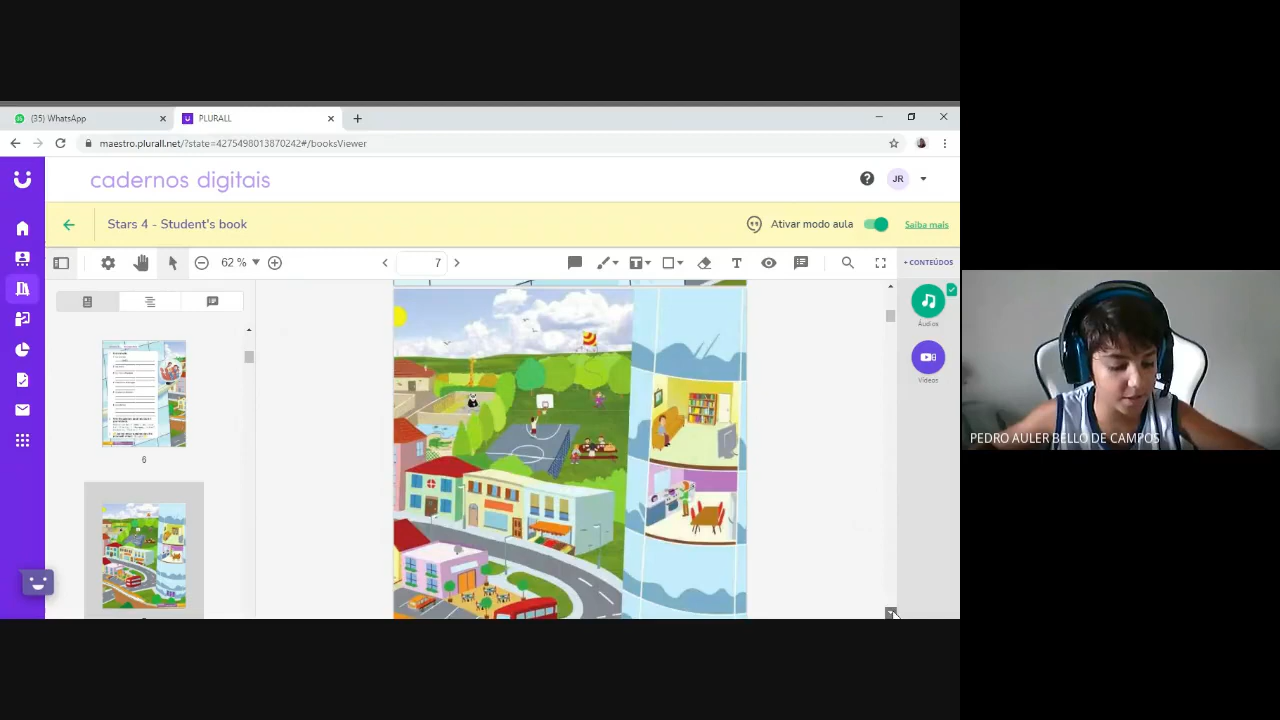 (35) WhatsApp
PLURALL
maestro.plurall.net/?state=4275498013870242#/booksViewer
cadernos digitais
JR
Stars 4 - Student's book
Ativar modo aula
Saiba mais
62 %
7
+ CONTEÚDOS
Áudios
Vídeos
6
PEDRO AULER BELLO DE CAMPOS